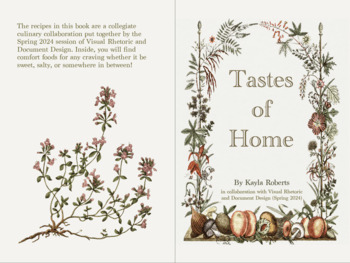 The recipes in this book are a collegiate
culinary collaboration put together by the
Spring 2024 session of Visual Rhetoric and
Document Design. Inside, you will find
comfort foods for any craving whether it be
sweet, salty, or somewhere in between!
Tastes
of
Home
By Kayla Roberts
in collaboration with Visual Rhetoric
and Document Design (Spring 2024)